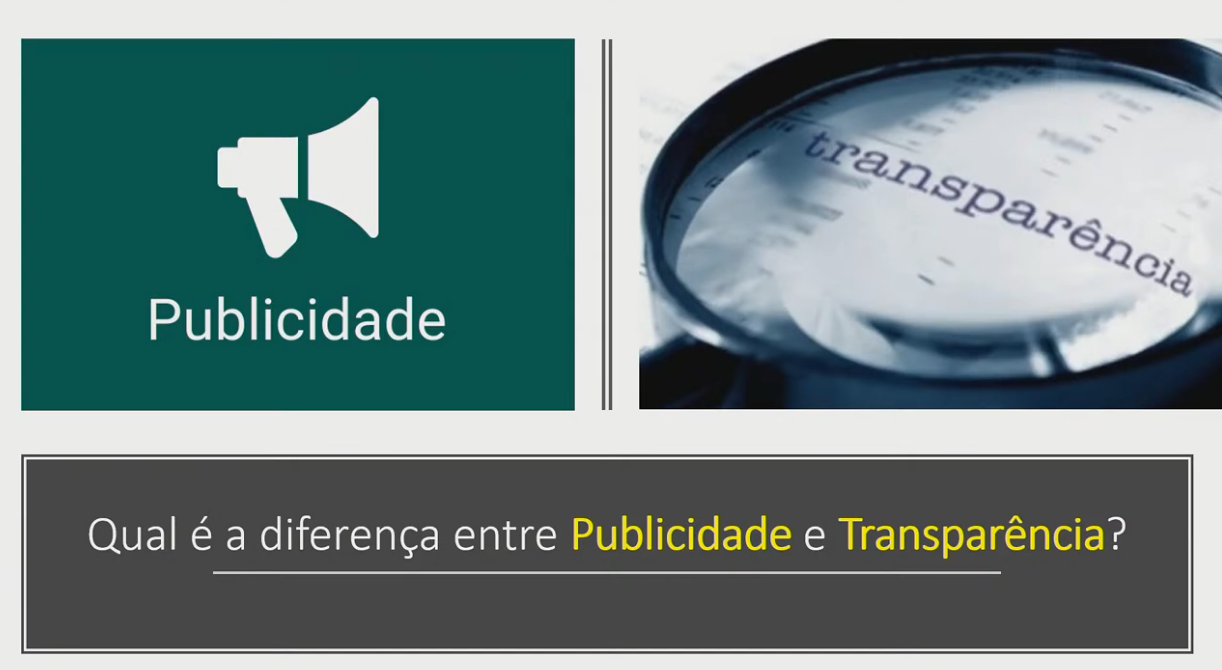 Publicidade
transparência
Qual é a diferença entre Publicidade e Transparência?